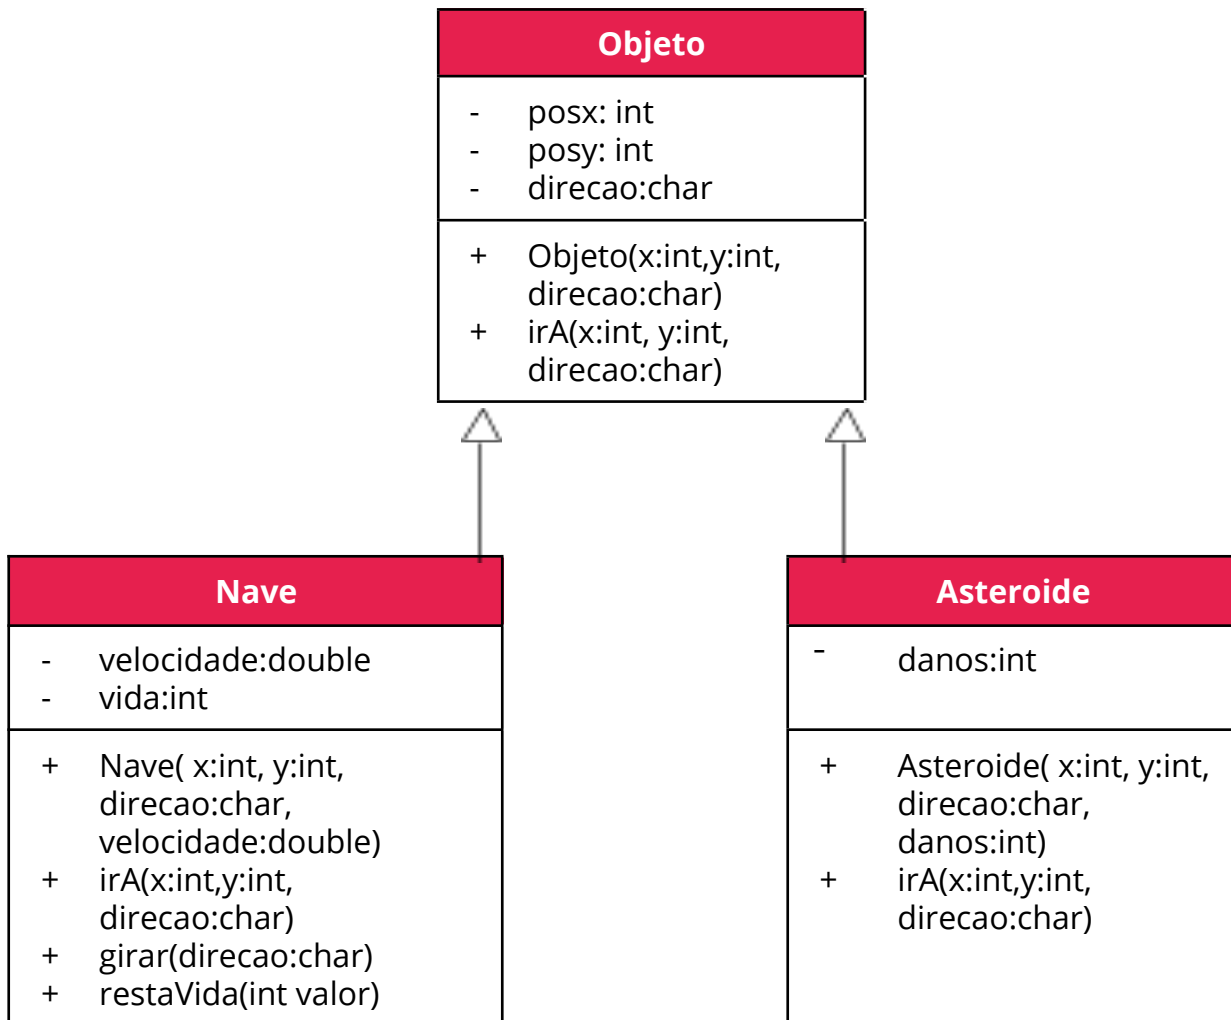 Objeto
- posx: int
- posy: int
- direcao:char
+ Objeto(x:int,y:int,
direcao:char)
+ irA(x:int, y:int,
direcao:char)
Nave
- velocidade:double
- vida:int
+ Nave( x:int, y:int,
direcao:char,
velocidade:double)
+ irA(x:int,y:int,
direcao:char)
+ girar(direcao:char)
+ restaVida(int valor)
Asteroide
- danos:int
+ Asteroide( x:int, y:int,
direcao:char,
danos:int)
+ irA(x:int,y:int,
direcao:char)